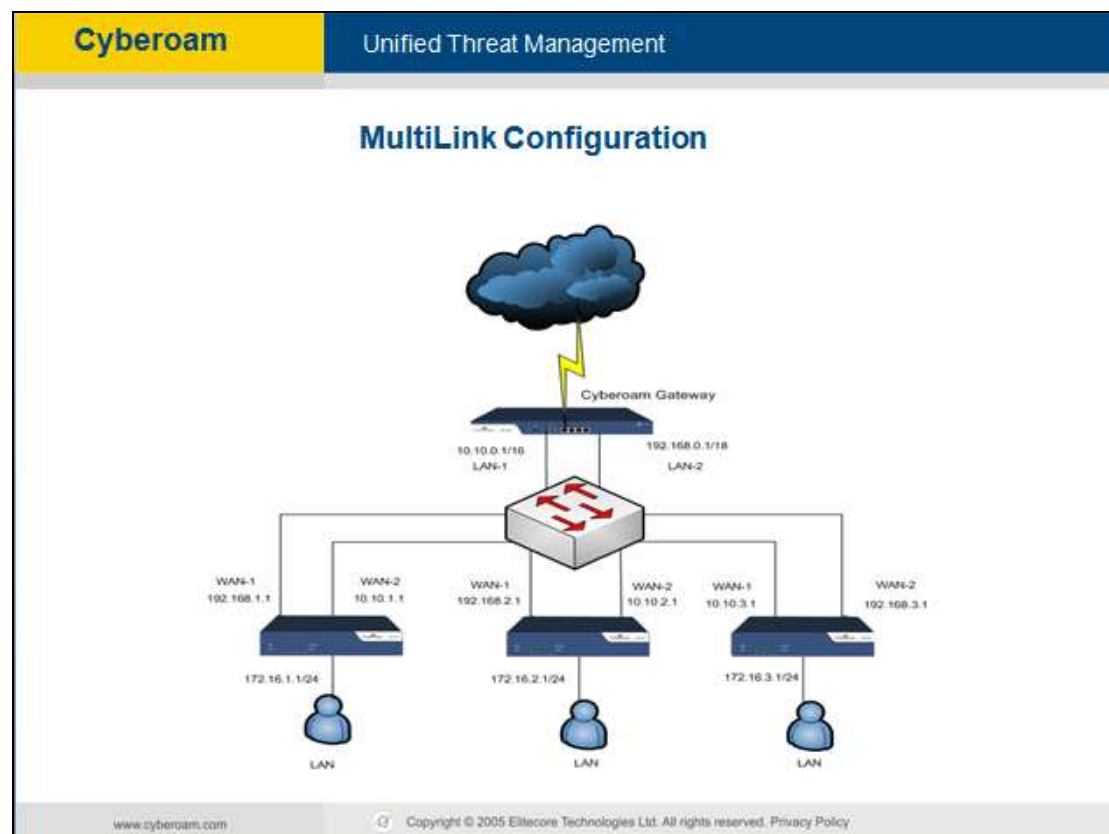 Cyberoam
Unified Threat Management
MultiLink Configuration
Cyberoam Gateway
10.10.0.1/16
LAN-1
192.168.0.1/18
LAN-2
WAN-1
192.168.1.1
WAN-2
10.10.1.1
WAN-1
192.168.2.1
WAN-2
10.10.2.1
WAN-1
10.10.3.1
WAN-2
192.168.3.1
172.16.1.1/24
172.16.2.1/24
172.16.3.1/24
LAN
LAN
LAN
www.cyberoam.com
Copyright © 2005 Elitecore Technologies Ltd. All rights reserved. Privacy Policy